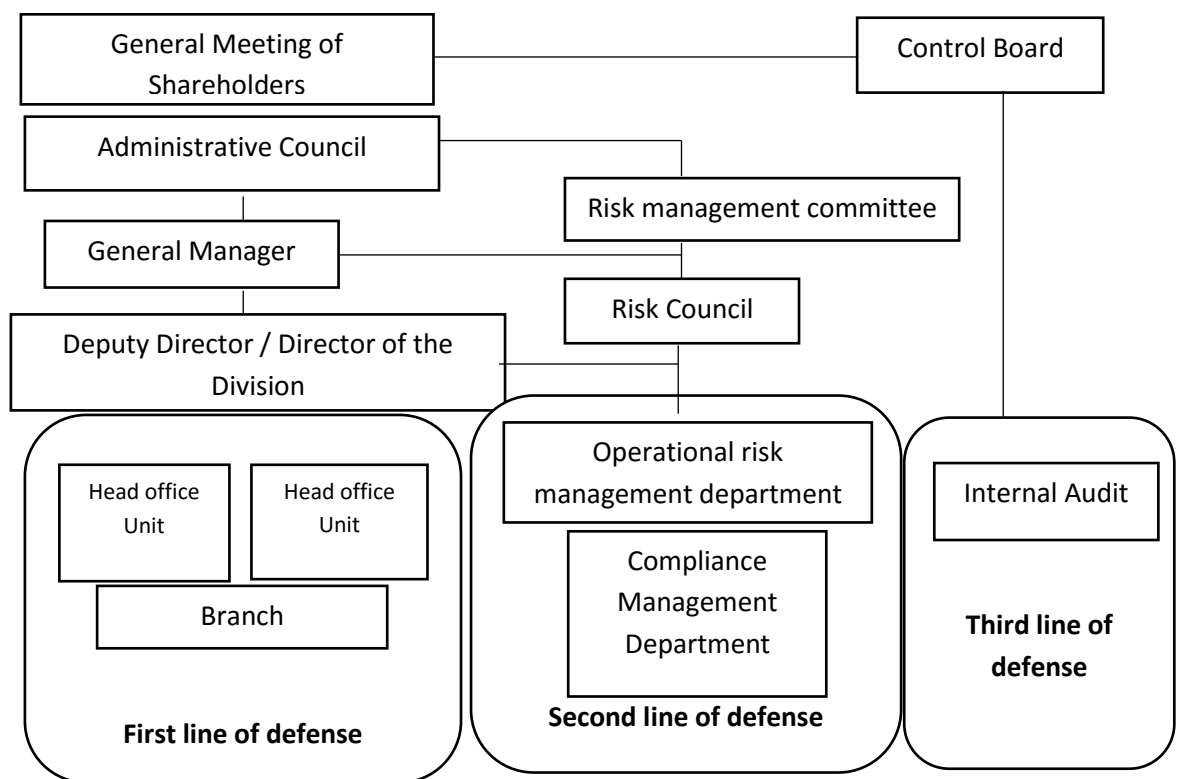 General Meeting of
Shareholders
Control Board
Administrative Council
Risk management committee
General Manager
Risk Council
Deputy Director / Director of the
Division
Head office
Unit
Head office
Unit
Branch
First line of defense
Operational risk
management department
Compliance
Management
Department
Second line of defense
Internal Audit
Third line of
defense